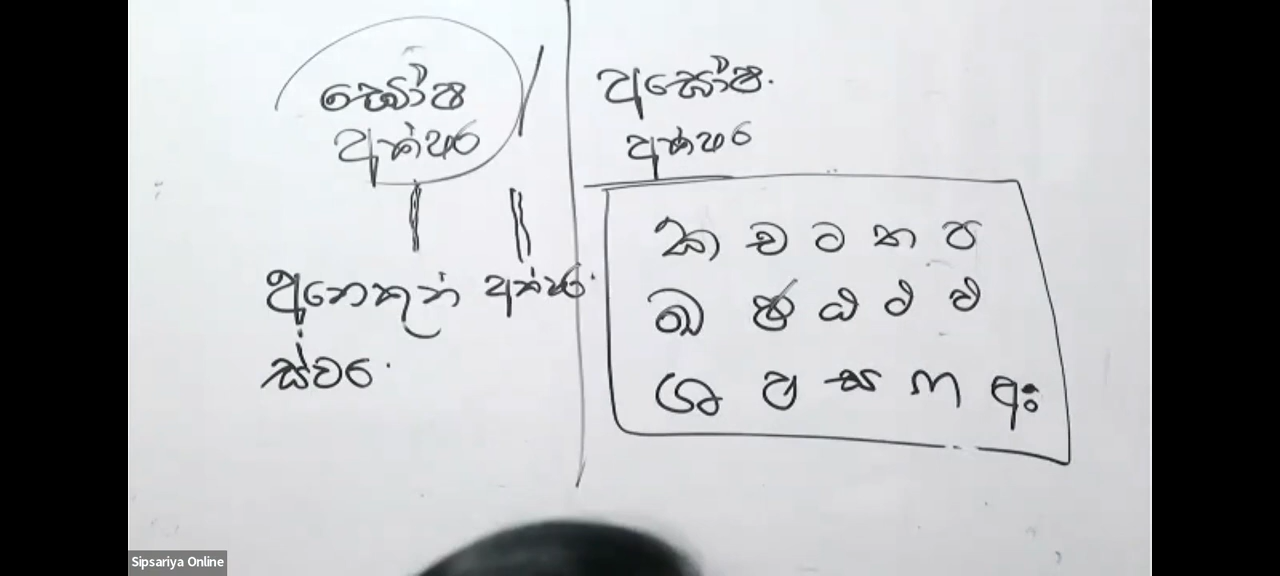 ඝෝෂ
අක්ෂර
අනෙකුත් අක්ෂර
ස්වර
අඝෝෂ
අක්ෂර
ක ච ට ත ප
ඛ ඡ ඨ ථ ඵ
ශ ෂ ස ෆ අඃ
Sipsariya Online